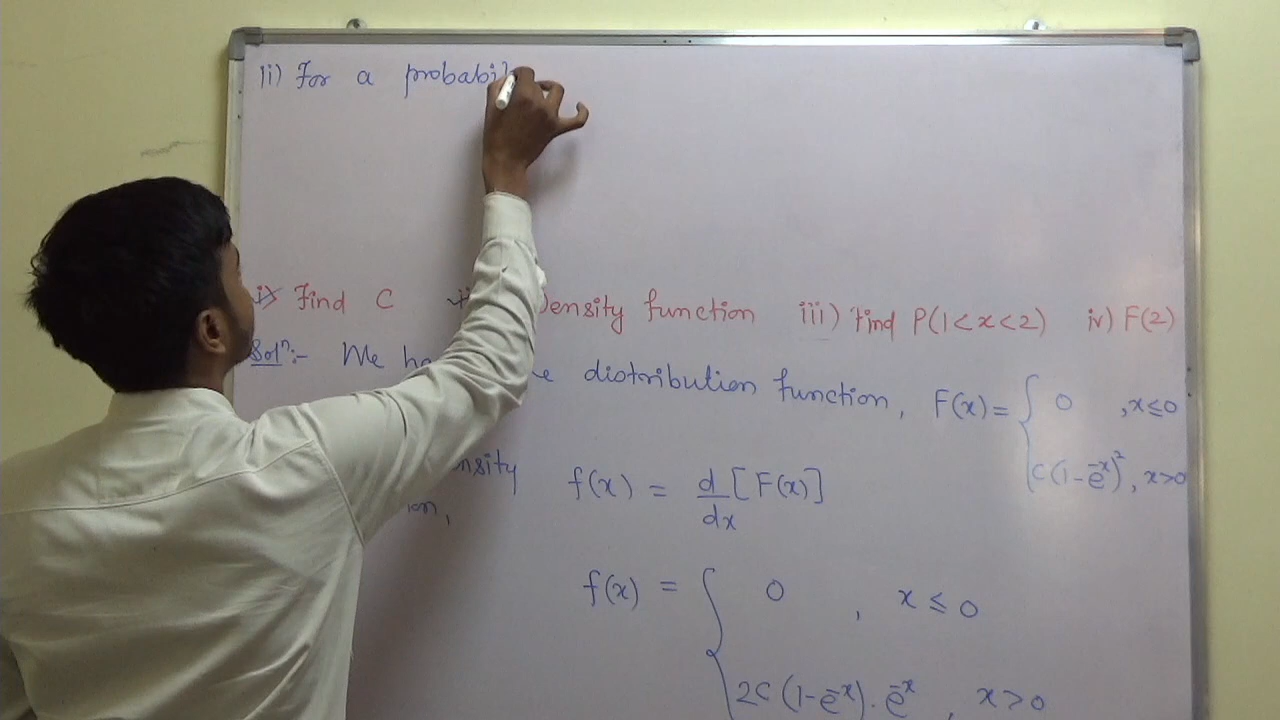 ii) For a probabil
i) Find C Density function iii) Find P(1<x<2) iv) F(2)
Solⁿ:- We distribution function, F(x)= { 0 ,x≤0
C(1-e⁻ˣ)², x>0
f(x) = d/dx [F(x)]
f(x) = { 0 , x ≤ 0
2C(1-e⁻ˣ).e⁻ˣ , x>0